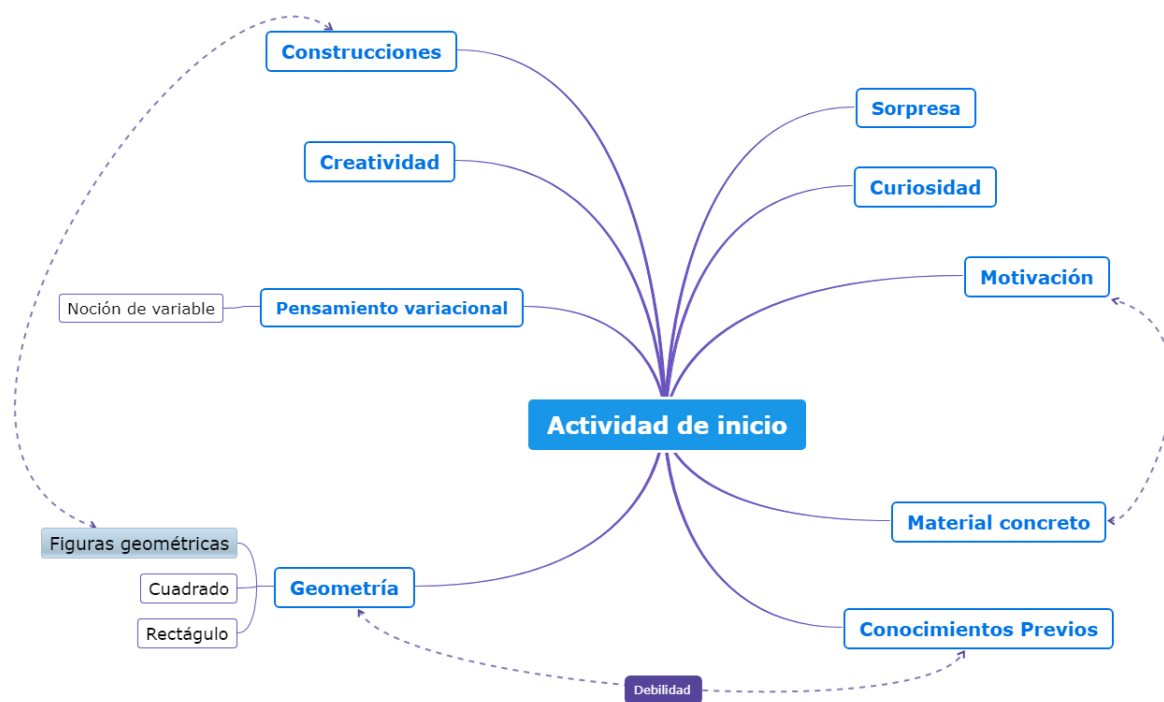 Construcciones
Sorpresa
Creatividad
Curiosidad
Motivación
Noción de variable
Pensamiento variacional
Actividad de inicio
Material concreto
Figuras geométricas
Cuadrado
Geometría
Rectágulo
Conocimientos Previos
Debilidad